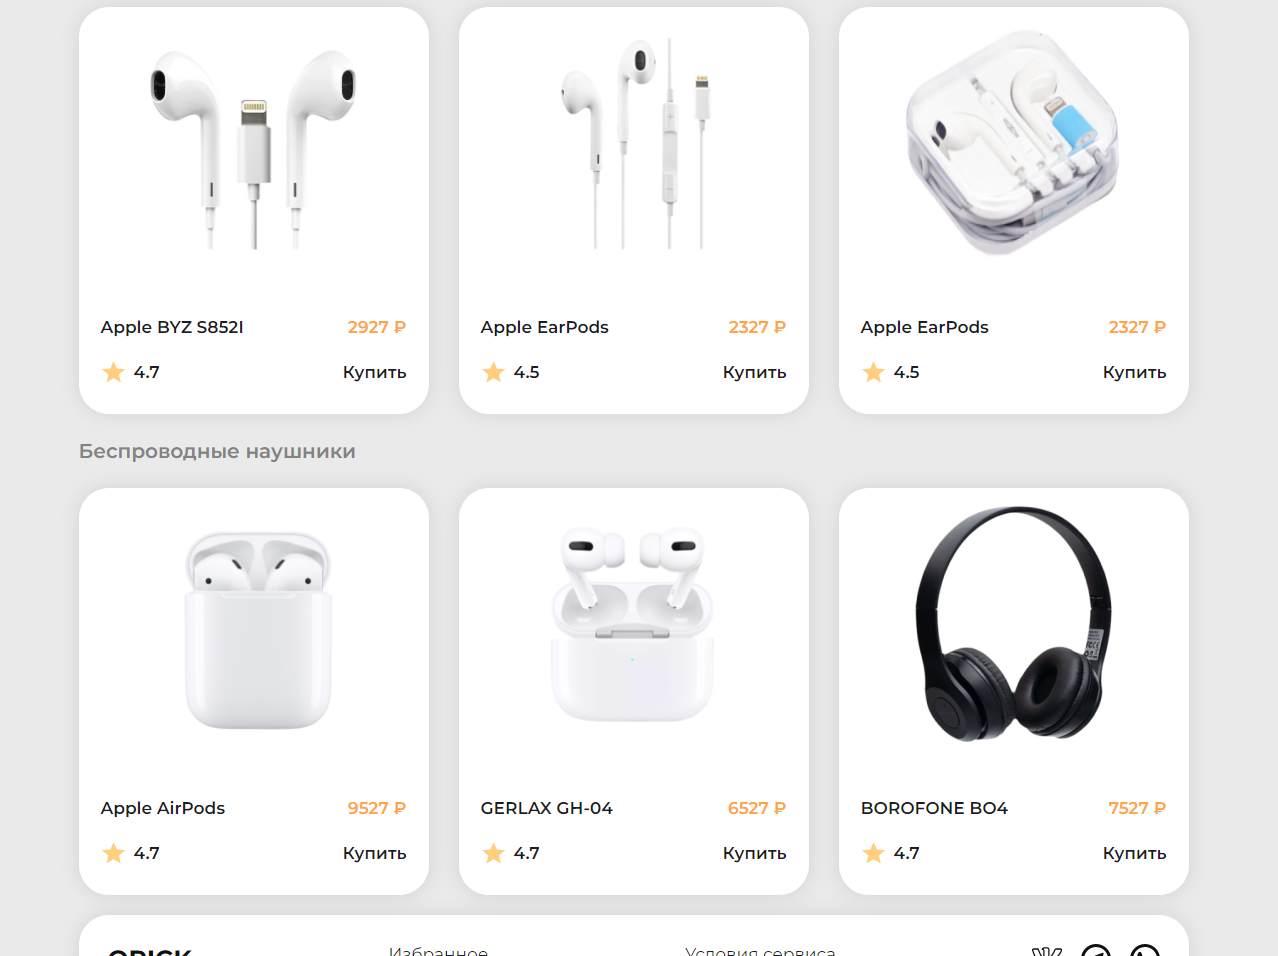 Apple BYZ S852I 2927 ₽
4.7 Купить
Apple EarPods 2327 ₽
4.5 Купить
Apple EarPods 2327 ₽
4.5 Купить
Беспроводные наушники
Apple AirPods 9527 ₽
4.7 Купить
GERLAX GH-04 6527 ₽
4.7 Купить
BOROFONE BO4 7527 ₽
4.7 Купить
QPICK Избранное Условия сервиса